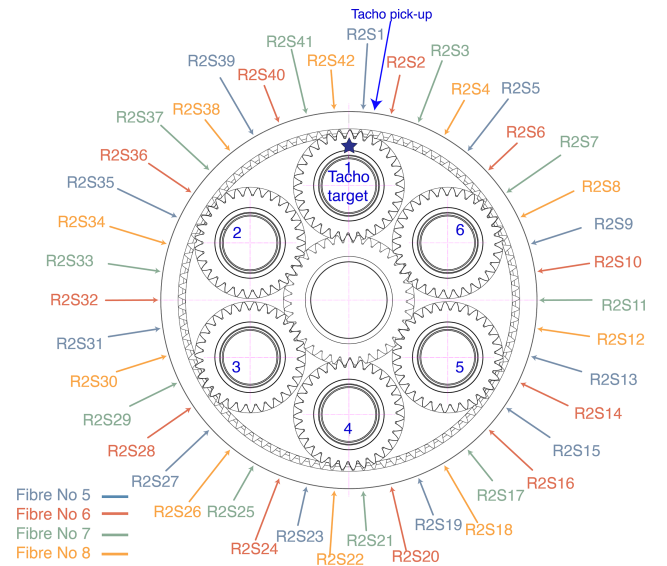 Tacho pick-up
R2S1
R2S2
R2S3
R2S4
R2S5
R2S6
R2S7
R2S8
R2S9
R2S10
R2S11
R2S12
R2S13
R2S14
R2S15
R2S16
R2S17
R2S18
R2S19
R2S20
R2S21
R2S22
R2S23
R2S24
R2S25
R2S26
R2S27
R2S28
R2S29
R2S30
R2S31
R2S32
R2S33
R2S34
R2S35
R2S36
R2S37
R2S38
R2S39
R2S40
R2S41
R2S42
1
Tacho
target
2
3
4
5
6
Fibre No 5
Fibre No 6
Fibre No 7
Fibre No 8